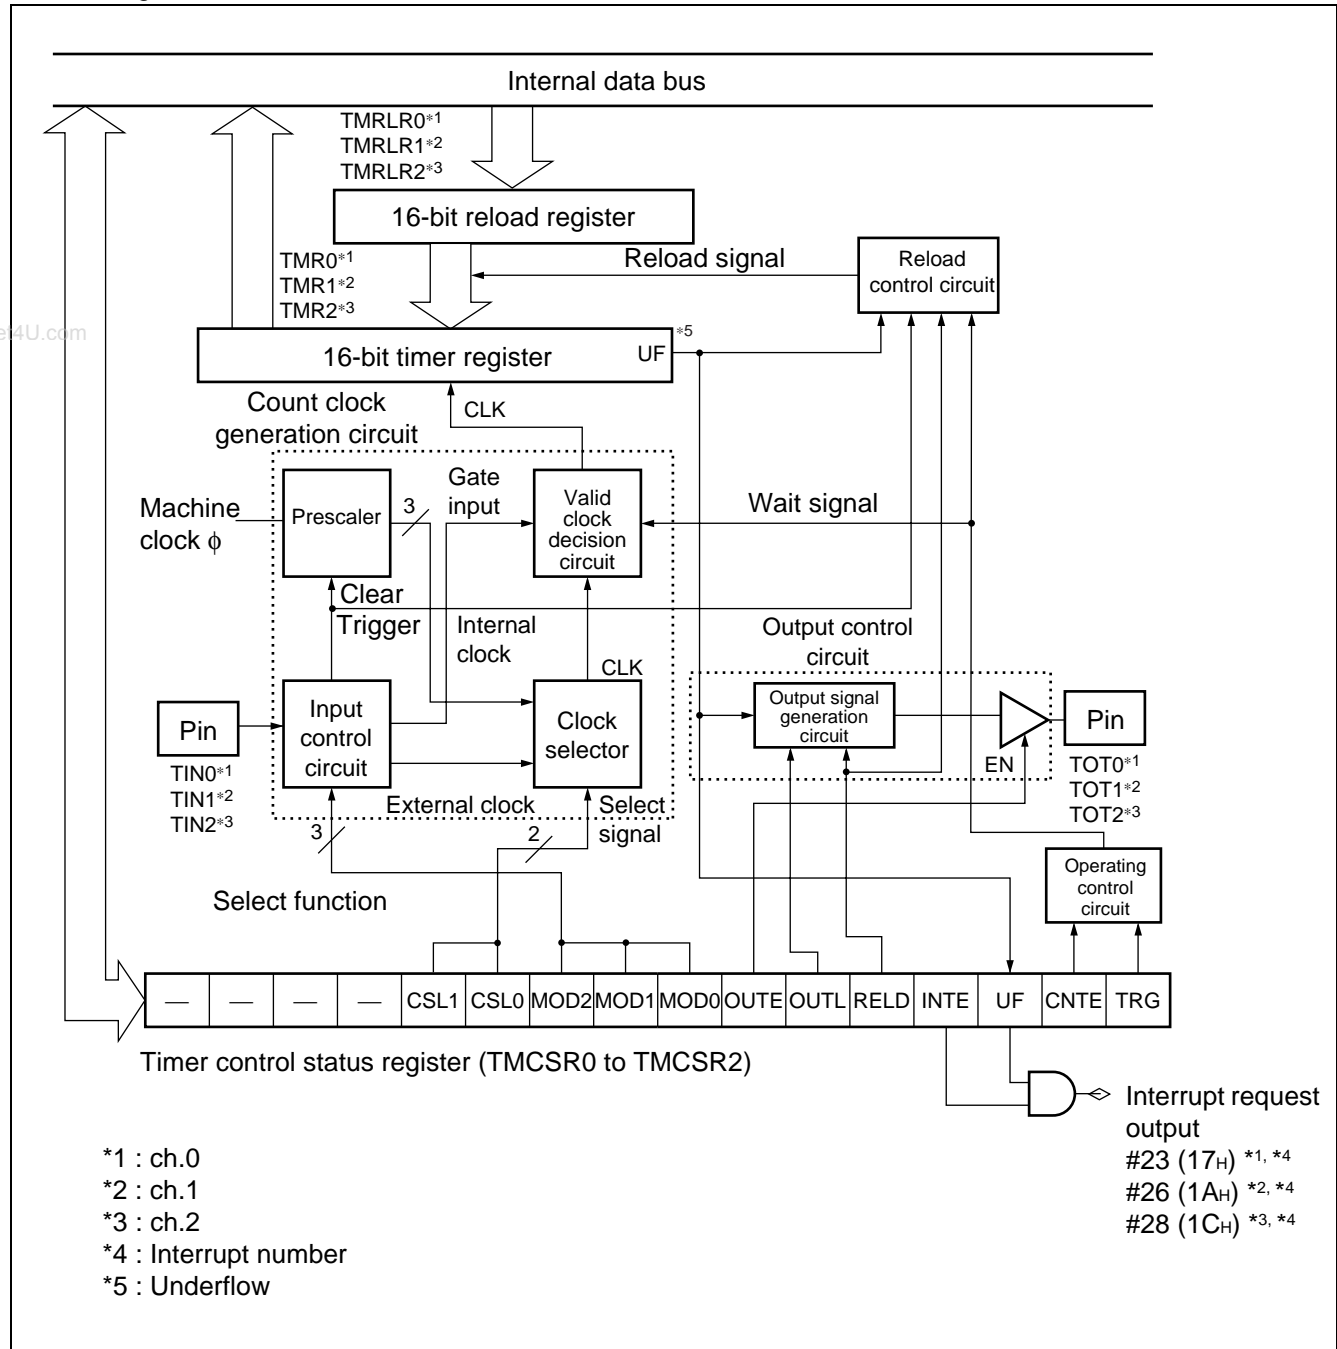 Internal data bus
TMRLR0*1
TMRLR1*2
TMRLR2*3
16-bit reload register
Reload signal
Reload
control circuit
TMR0*1
TMR1*2
TMR2*3
et4U.com
16-bit timer register
UF
*5
Count clock
generation circuit
CLK
Gate
input
Machine
clock ϕ
Prescaler
3
Valid
clock
decision
circuit
Wait signal
Clear
Trigger
Internal
clock
CLK
Output control
circuit
Pin
Input
control
circuit
Clock
selector
Output signal
generation
circuit
EN
Pin
TIN0*1
TIN1*2
TIN2*3
TOT0*1
TOT1*2
TOT2*3
External clock
Select
signal
3
2
Select function
Operating
control
circuit
— — — — CSL1 CSL0 MOD2 MOD1 MOD0 OUTE OUTL RELD INTE UF CNTE TRG
Timer control status register (TMCSR0 to TMCSR2)
Interrupt request
output
#23 (17H) *1, *4
#26 (1AH) *2, *4
#28 (1CH) *3, *4
*1 : ch.0
*2 : ch.1
*3 : ch.2
*4 : Interrupt number
*5 : Underflow